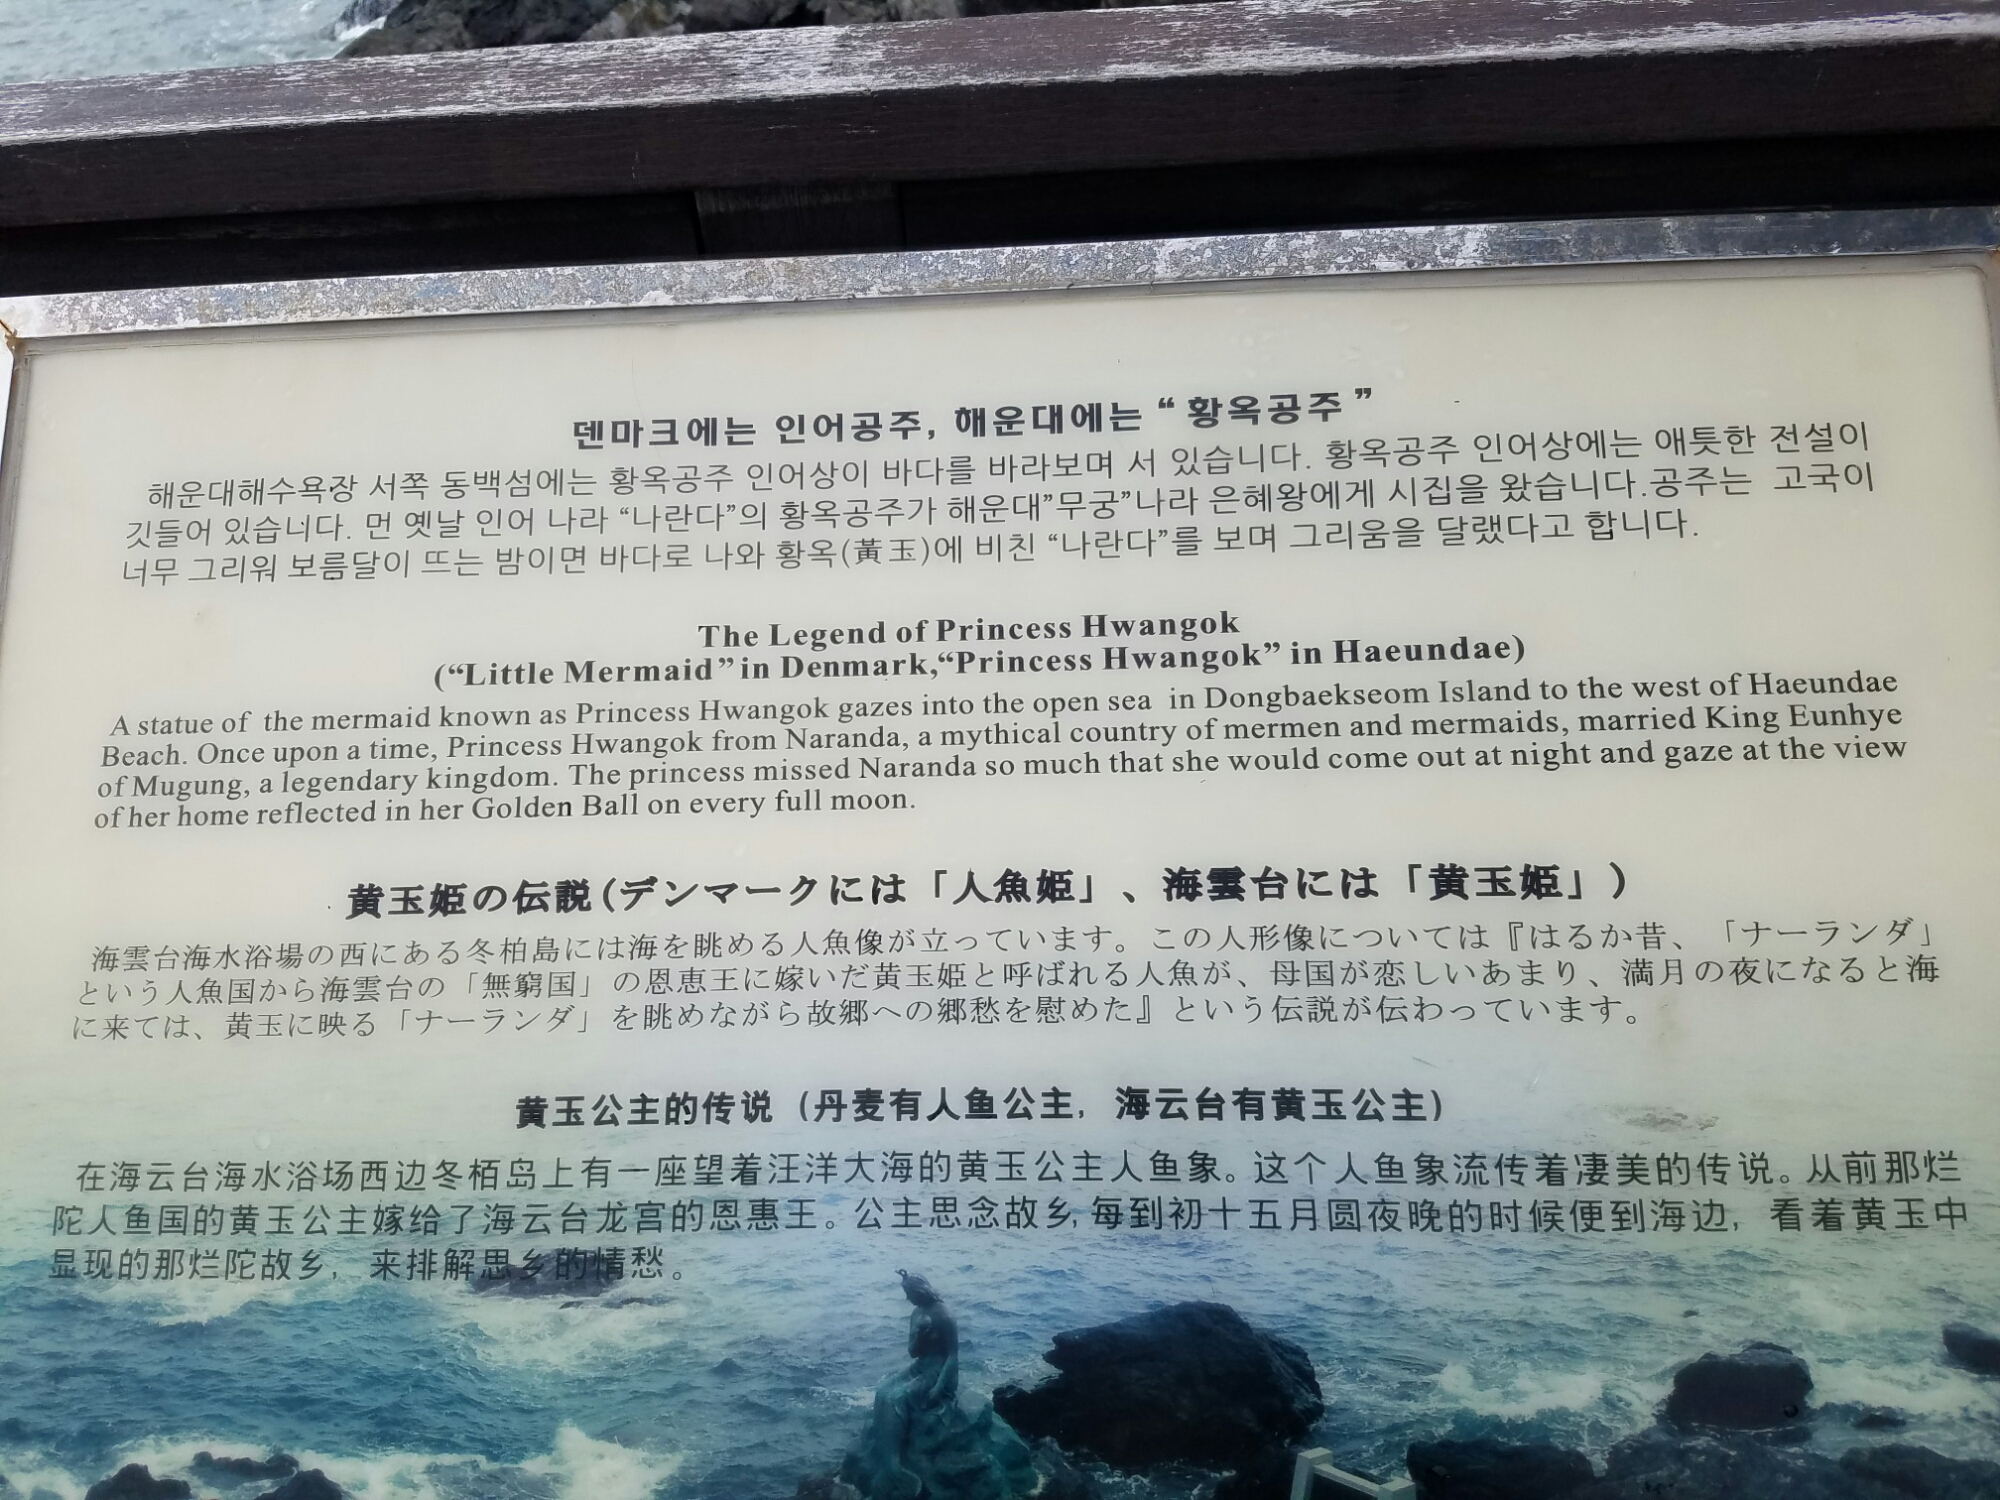 덴마크에는 인어공주, 해운대에는 “황옥공주”
해운대해수욕장 서쪽 동백섬에는 황옥공주 인어상이 바다를 바라보며 서 있습니다. 황옥공주 인어상에는 애틋한 전설이
깃들어 있습니다. 먼 옛날 인어 나라 “나란다”의 황옥공주가 해운대”무궁”나라 은혜왕에게 시집을 왔습니다.공주는 고국이
너무 그리워 보름달이 뜨는 밤이면 바다로 나와 황옥(黃玉)에 비친 “나란다”를 보며 그리움을 달랬다고 합니다.
The Legend of Princess Hwangok
(“Little Mermaid” in Denmark,“Princess Hwangok” in Haeundae)
A statue of the mermaid known as Princess Hwangok gazes into the open sea in Dongbaekseom Island to the west of Haeundae
Beach. Once upon a time, Princess Hwangok from Naranda, a mythical country of mermen and mermaids, married King Eunhye
of Mugung, a legendary kingdom. The princess missed Naranda so much that she would come out at night and gaze at the view
of her home reflected in her Golden Ball on every full moon.
黄玉姫の伝説(デンマークには「人魚姫」、海雲台には「黄玉姫」)
海雲台海水浴場の西にある冬柏島には海を眺める人魚像が立っています。この人形像については『はるか昔、「ナーランダ」
という人魚国から海雲台の「無窮国」の恩恵王に嫁いだ黄玉姫と呼ばれる人魚が、母国が恋しいあまり、満月の夜になると海
に来ては、黄玉に映る「ナーランダ」を眺めながら故郷への郷愁を慰めた』という伝説が伝わっています。
黄玉公主的传说（丹麦有人鱼公主，海云台有黄玉公主）
在海云台海水浴场西边冬栢岛上有一座望着汪洋大海的黄玉公主人鱼象。这个人鱼象流传着凄美的传说。从前那烂
陀人鱼国的黄玉公主嫁给了海云台龙宫的恩惠王。公主思念故乡,每到初十五月圆夜晚的时候便到海边，看着黄玉中
显现的那烂陀故乡，来排解思乡的情愁。